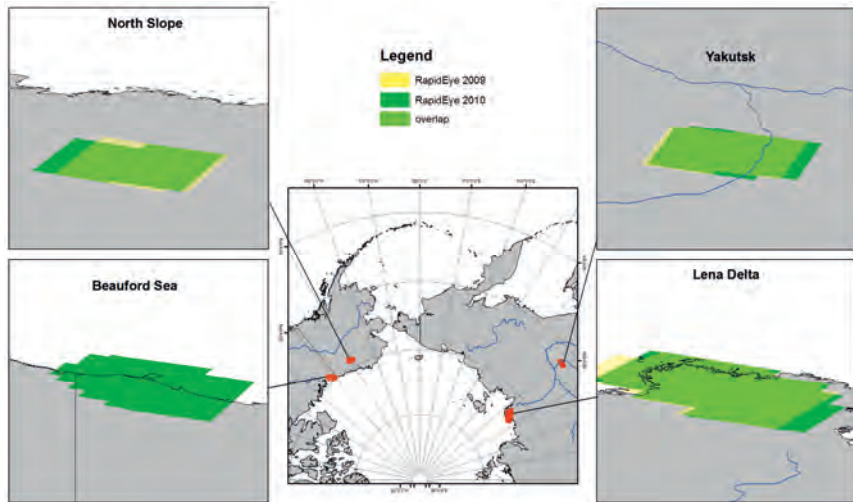 North Slope
Legend
RapidEye 2009
RapidEye 2010
overlap
Yakutsk
Beauford Sea
Lena Delta